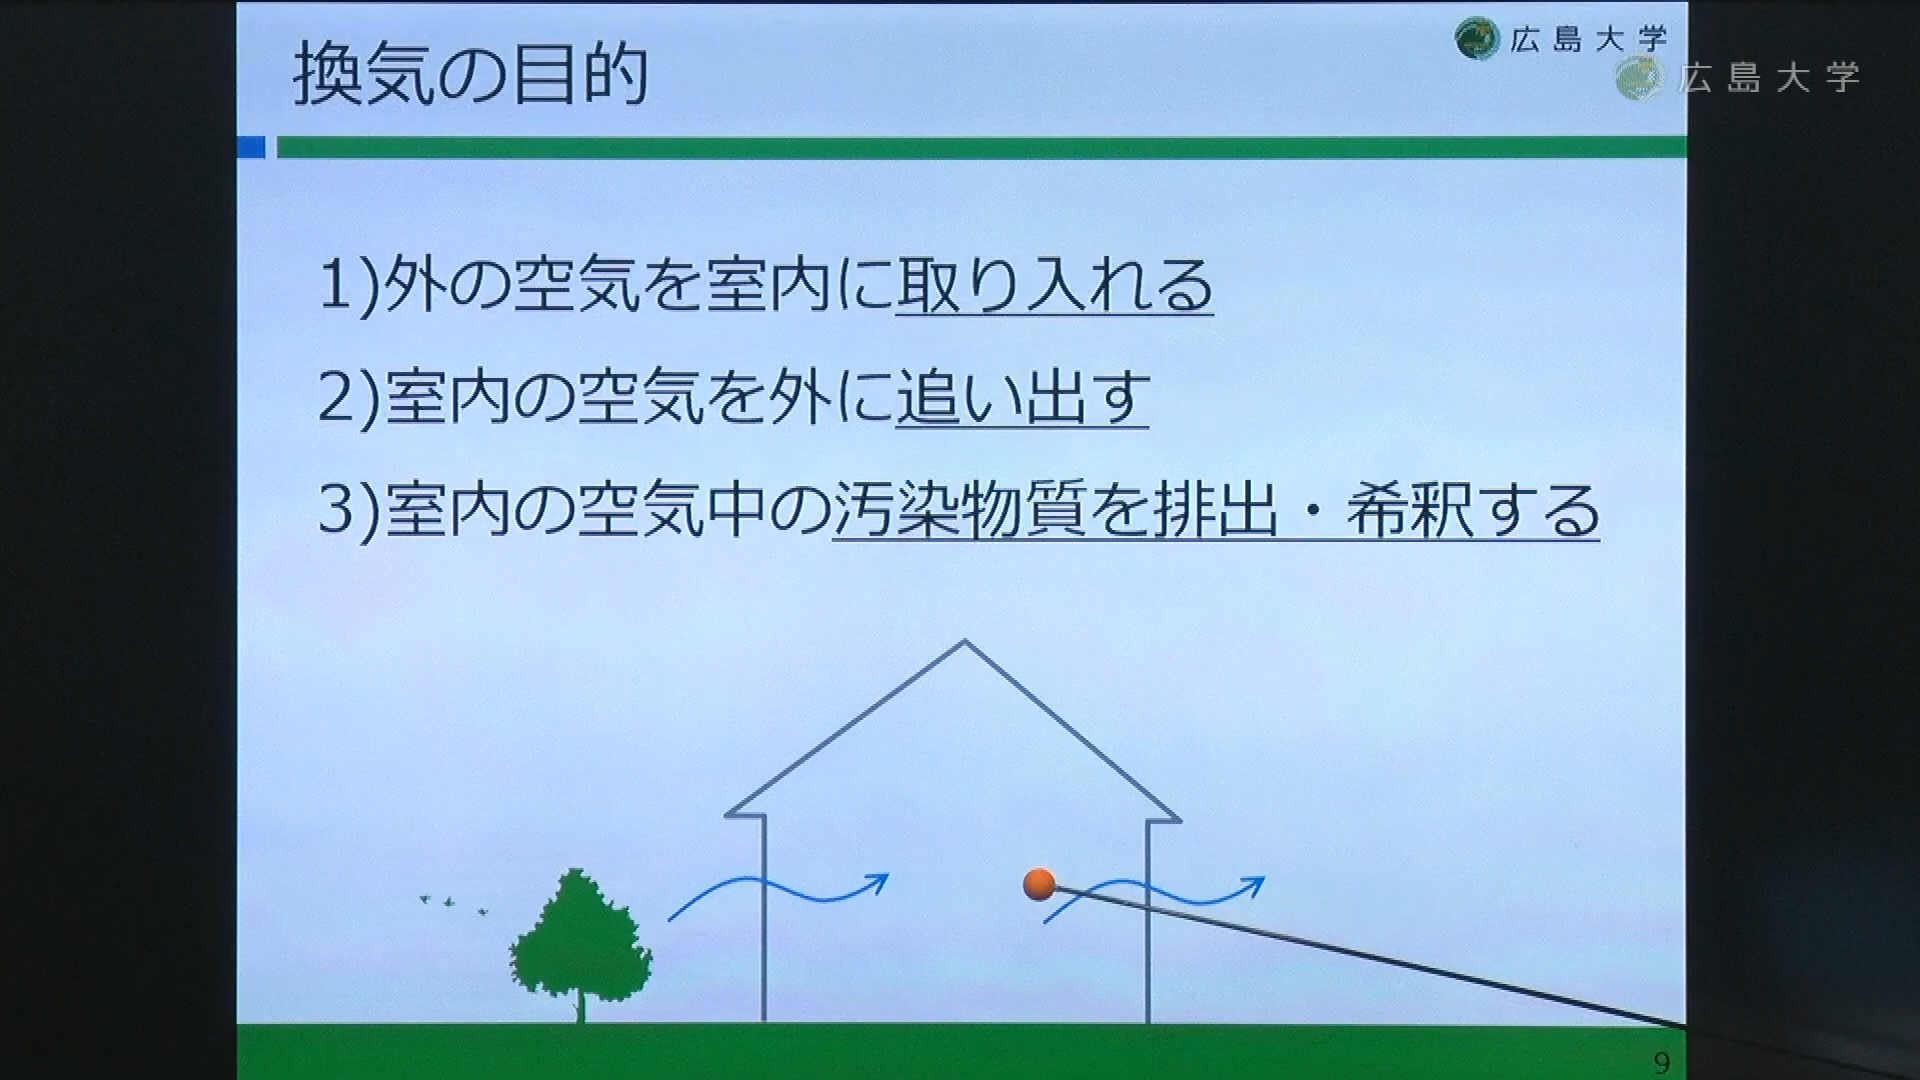 換気の目的
広島大学
広島大学
1)外の空気を室内に取り入れる
2)室内の空気を外に追い出す
3)室内の空気中の汚染物質を排出・希釈する
9